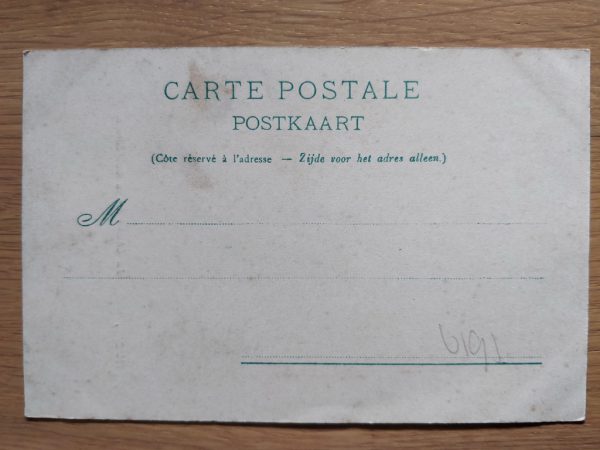 CARTE POSTALE
POSTKAART
(Côte réservé à l'adresse — Zijde voor het adres alleen.)
M